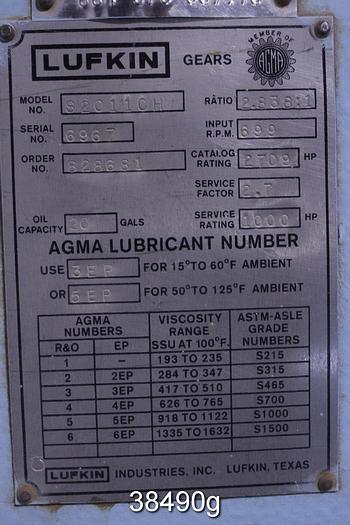 LUFKIN GEARS MEMBER OF AGMA
MODEL NO. S2011CH RATIO 2.838:1
SERIAL NO. 6967 INPUT R.P.M. 699
ORDER NO. 828681 CATALOG RATING 2709 HP
SERVICE FACTOR 2.7
OIL CAPACITY 20 GALS SERVICE RATING 1000 HP
AGMA LUBRICANT NUMBER
USE 3EP FOR 15°TO 60°F AMBIENT
OR 5EP FOR 50°TO 125°F AMBIENT
AGMA NUMBERS VISCOSITY RANGE SSU AT 100°F. ASYM-ASLE GRADE NUMBERS
R&O EP
1 – 193 TO 235 S215
2 2EP 284 TO 347 S315
3 3EP 417 TO 510 S465
4 4EP 626 TO 765 S700
5 5EP 918 TO 1122 S1000
6 6EP 1335 TO 1632 S1500
LUFKIN INDUSTRIES, INC. LUFKIN, TEXAS
38490g